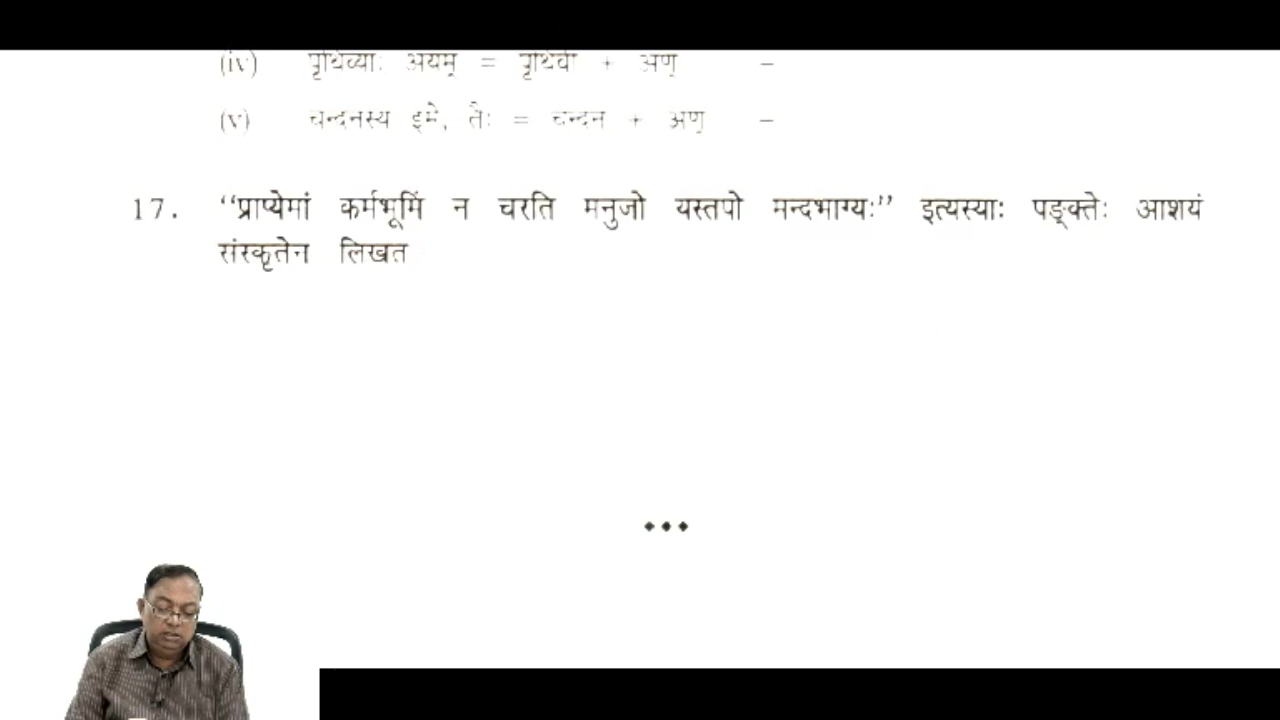 (iv) पृथिव्याः अयम् = पृथिवी + अण् –
(v) चन्दनस्य इमे, तैः = चन्दन + अण् –
17. “प्राप्येमां कर्मभूमिं न चरति मनुजो यस्तपो मन्दभाग्यः” इत्यस्याः पङ्क्तेः आशयं
संस्कृतेन लिखत